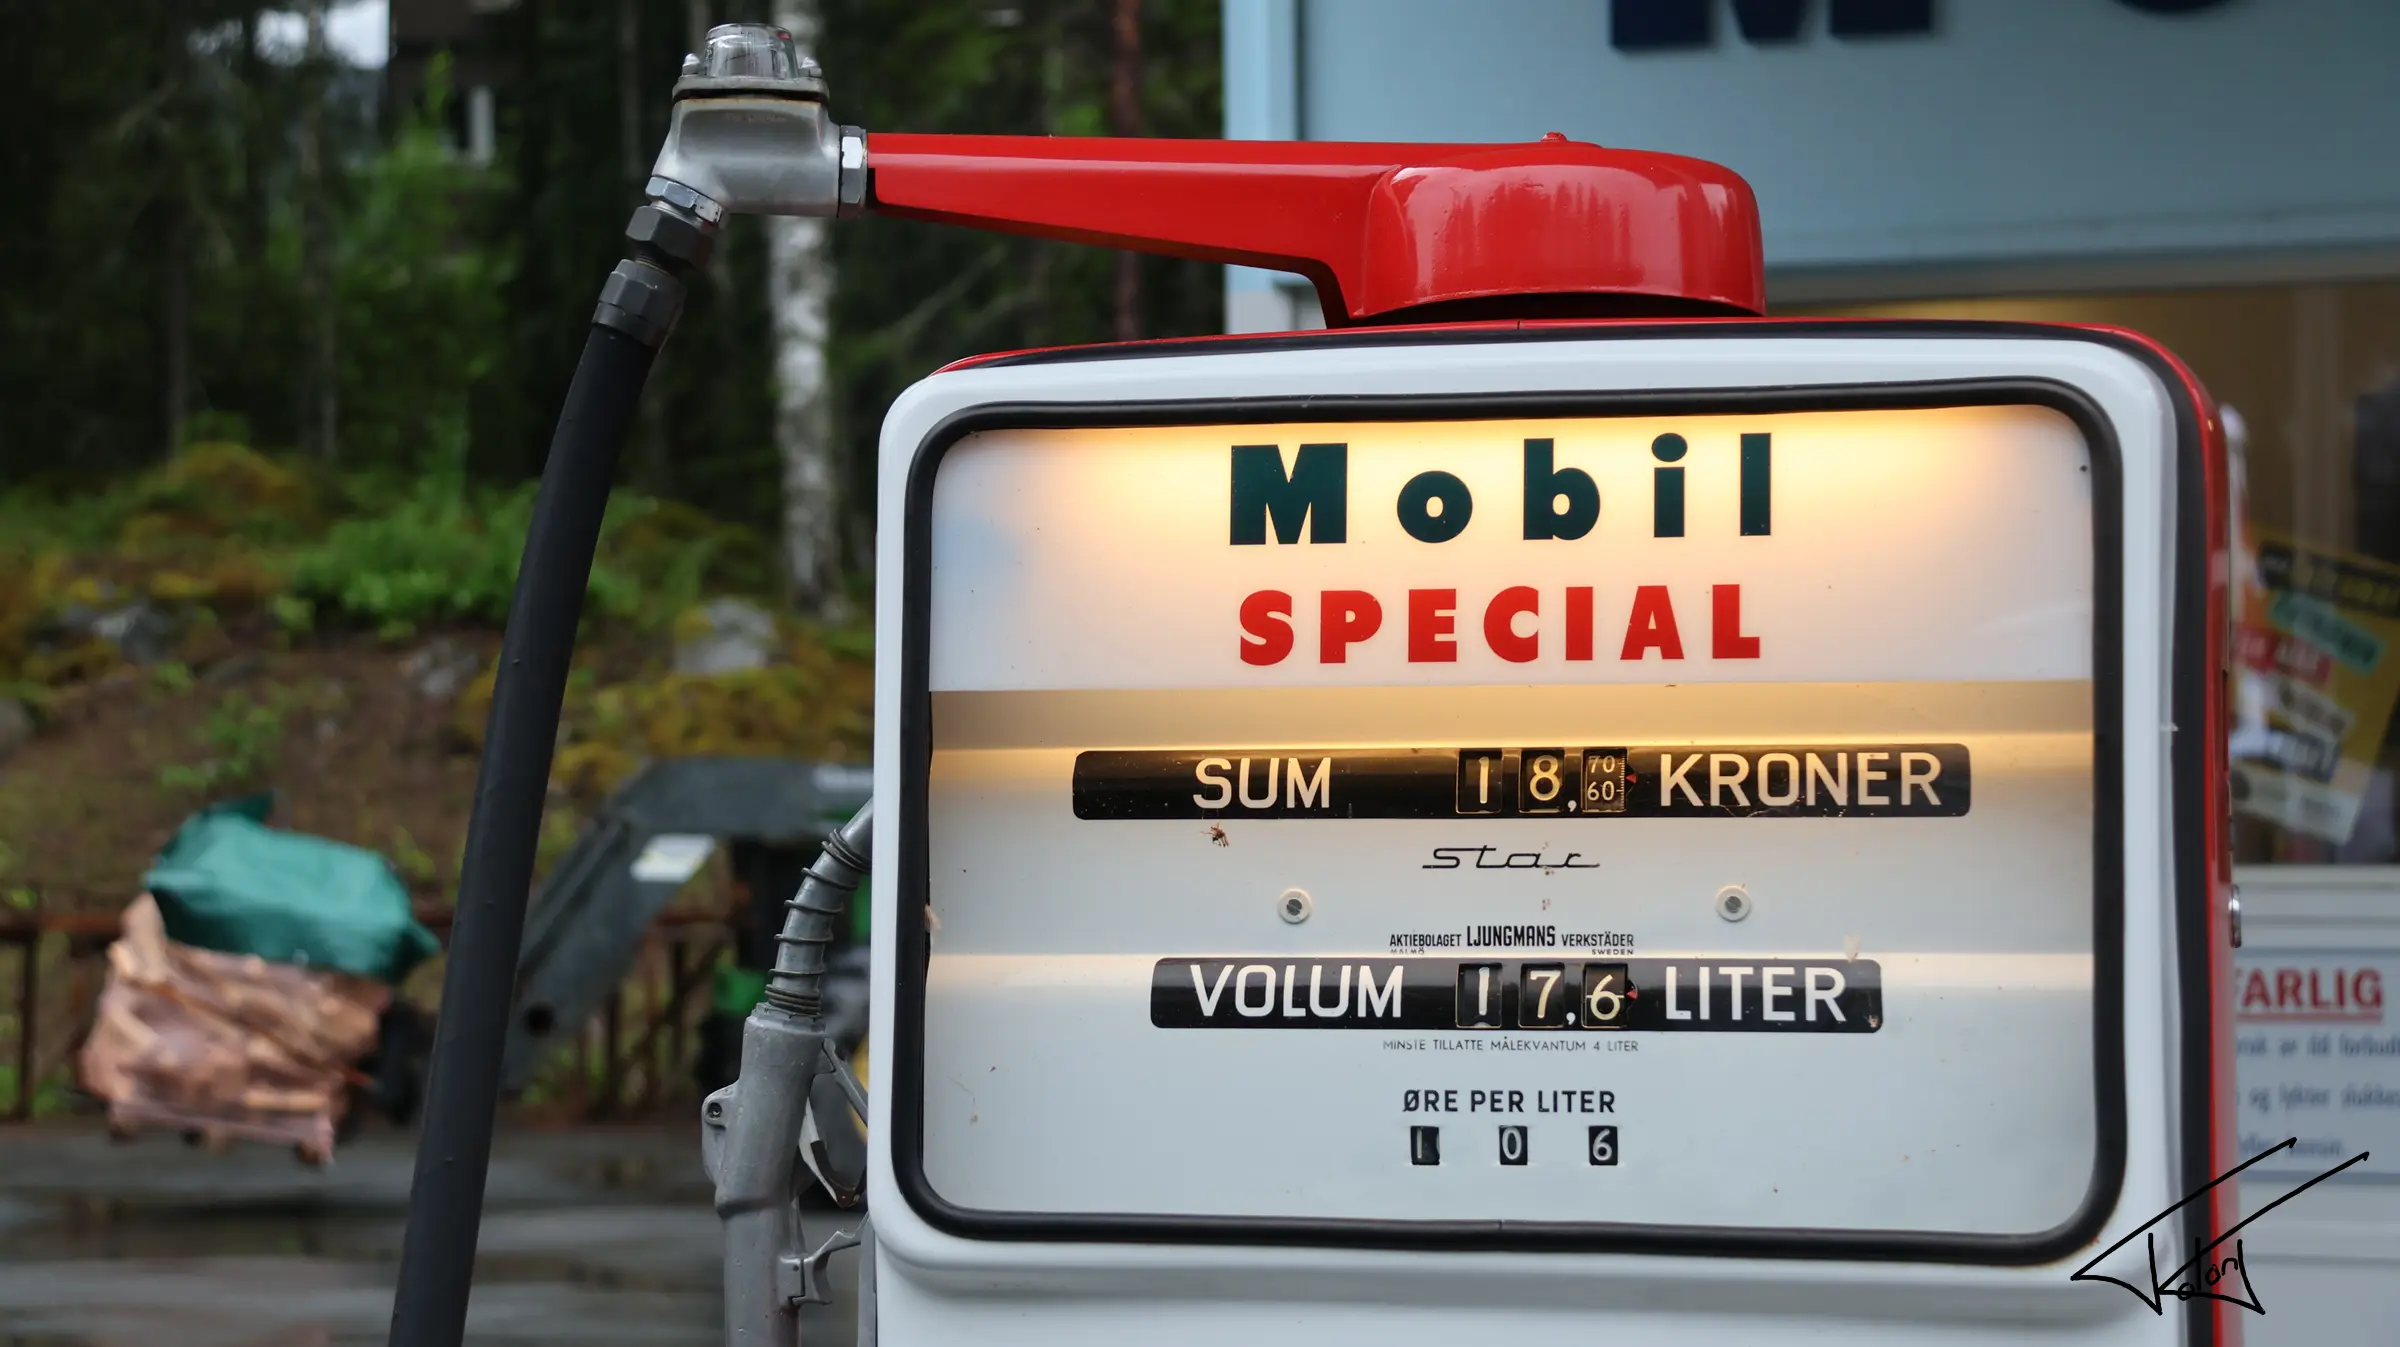 Mobil
SPECIAL
SUM 18,70 60 KRONER
Star
AKTIEBOLAGET LJUNGMANS VERKSTÄDER
MALMÖ SWEDEN
VOLUM 17,6 LITER
MINSTE TILLATTE MÅLEKVANTUM 4 LITER
ØRE PER LITER
106
FARLIG